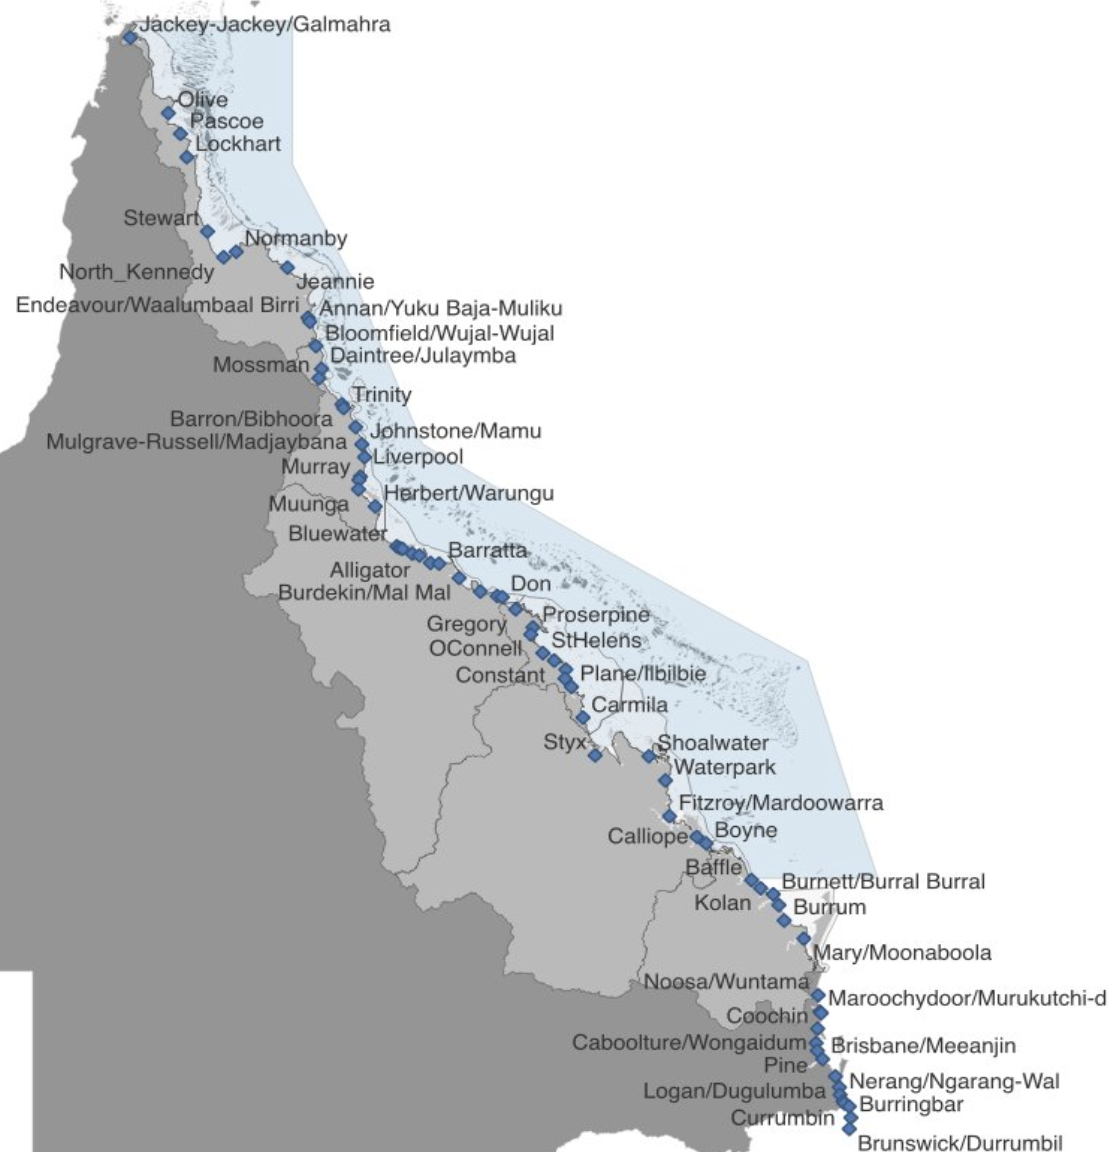 Jackey-Jackey/Galmahra
Olive
Pascoe
Lockhart
Stewart
Normanby
North_Kennedy
Jeannie
Endeavour/Waalumbaal Birri
Annan/Yuku Baja-Muliku
Bloomfield/Wujal-Wujal
Daintree/Julaymba
Mossman
Trinity
Barron/Bibhoora
Johnstone/Mamu
Mulgrave-Russell/Madjaybana
Liverpool
Murray
Herbert/Warungu
Muunga
Bluewater
Barratta
Alligator
Don
Burdekin/Mal Mal
Proserpine
Gregory
StHelens
OConnell
Plane/Ilbilbie
Constant
Carmila
Styx
Shoalwater
Waterpark
Fitzroy/Mardoowarra
Boyne
Calliope
Baffle
Burnett/Burral Burral
Kolan
Burrum
Mary/Moonaboola
Noosa/Wuntama
Maroochydoor/Murukutchi-d
Coochin
Caboolture/Wongaidum
Brisbane/Meeanjin
Pine
Nerang/Ngarang-Wal
Logan/Dugulumba
Burringbar
Currumbin
Brunswick/Durrumbil